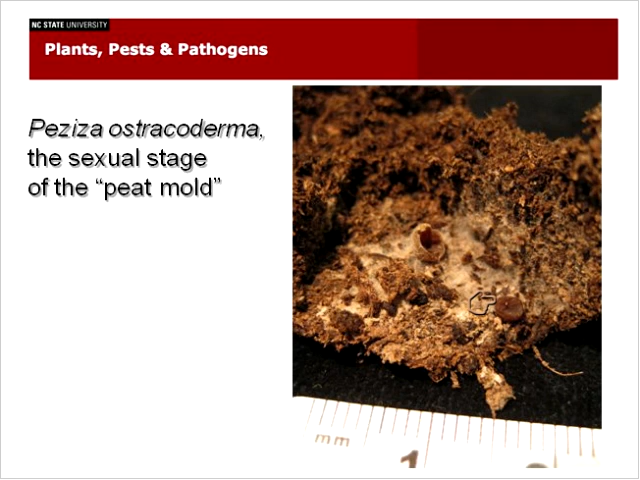 NC STATE UNIVERSITY
Plants, Pests & Pathogens
Peziza ostracoderma,
the sexual stage
of the “peat mold”
mm
1